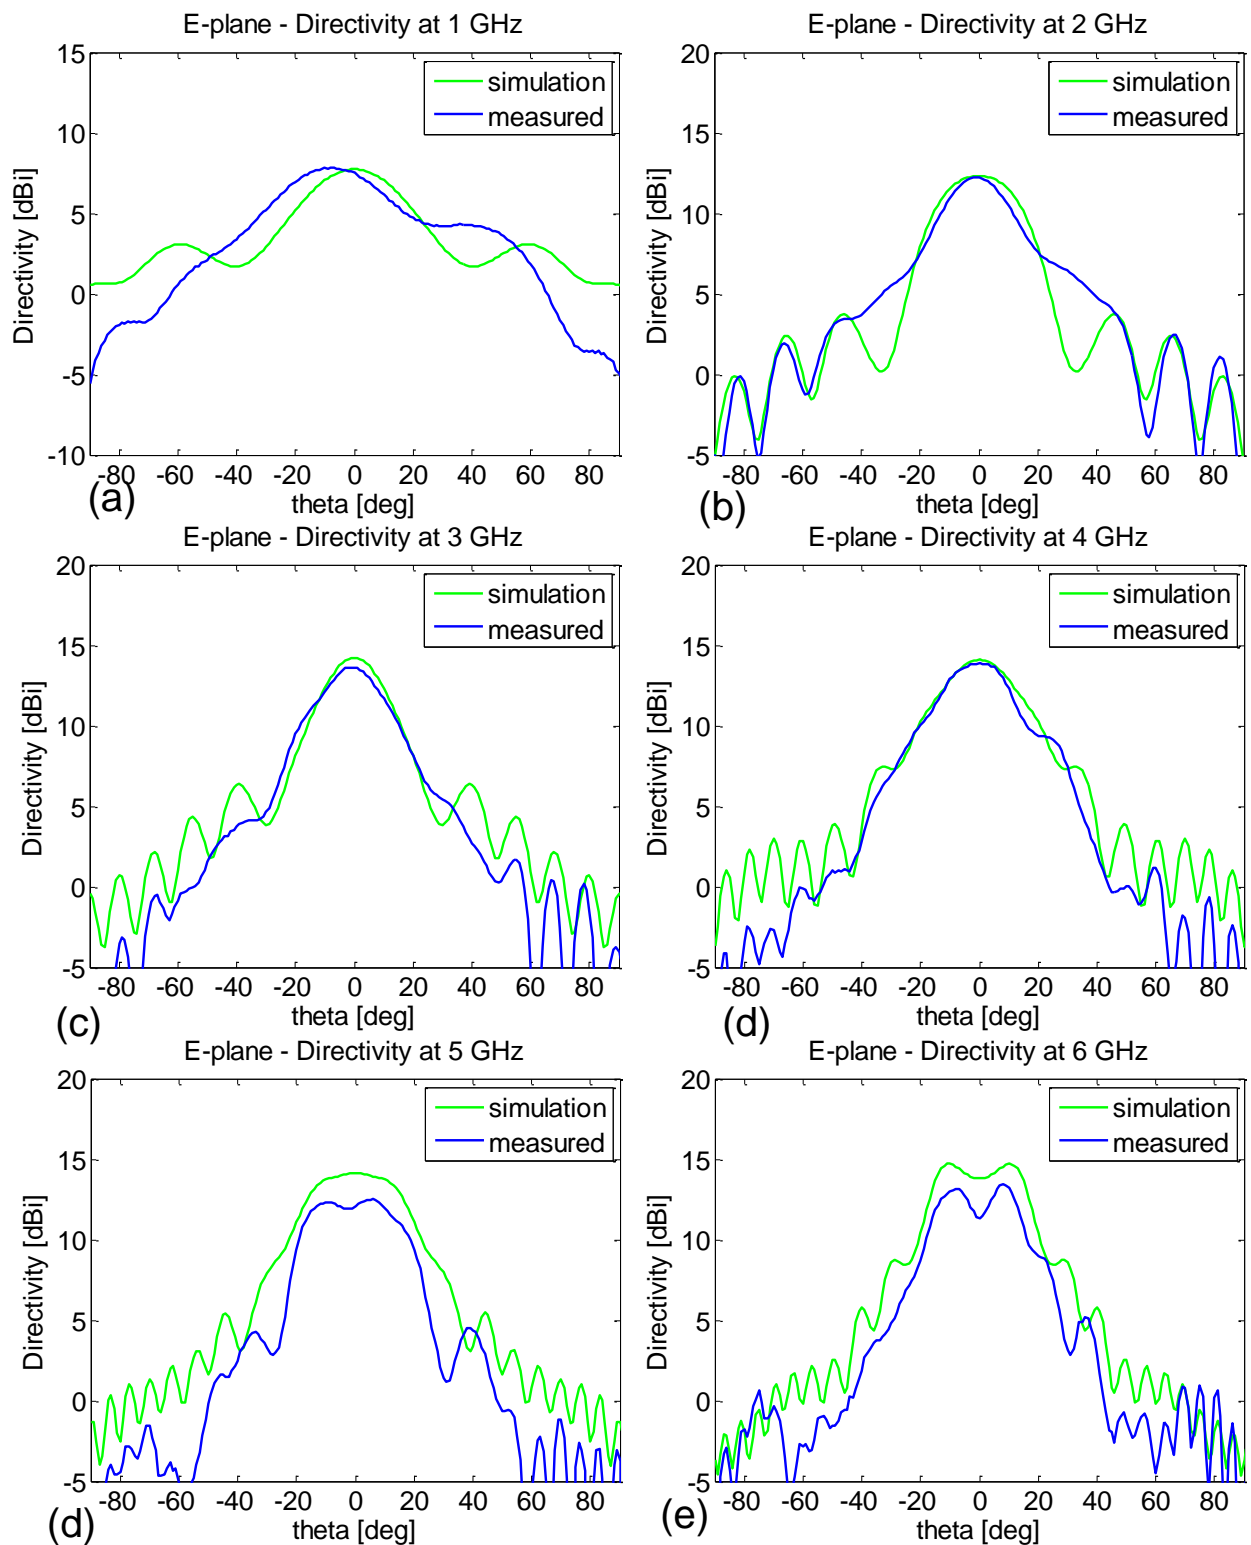 E-plane - Directivity at 1 GHz
15
10
5
0
-5
-10
Directivity [dBi]
simulation
measured
-80 -60 -40 -20 0 20 40 60 80
theta [deg]
(a)
E-plane - Directivity at 2 GHz
20
15
10
5
0
-5
Directivity [dBi]
simulation
measured
-80 -60 -40 -20 0 20 40 60 80
theta [deg]
(b)
E-plane - Directivity at 3 GHz
20
15
10
5
0
-5
Directivity [dBi]
simulation
measured
-80 -60 -40 -20 0 20 40 60 80
theta [deg]
(c)
E-plane - Directivity at 4 GHz
20
15
10
5
0
-5
Directivity [dBi]
simulation
measured
-80 -60 -40 -20 0 20 40 60 80
theta [deg]
(d)
E-plane - Directivity at 5 GHz
20
15
10
5
0
-5
Directivity [dBi]
simulation
measured
-80 -60 -40 -20 0 20 40 60 80
theta [deg]
(d)
E-plane - Directivity at 6 GHz
20
15
10
5
0
-5
Directivity [dBi]
simulation
measured
-80 -60 -40 -20 0 20 40 60 80
theta [deg]
(e)